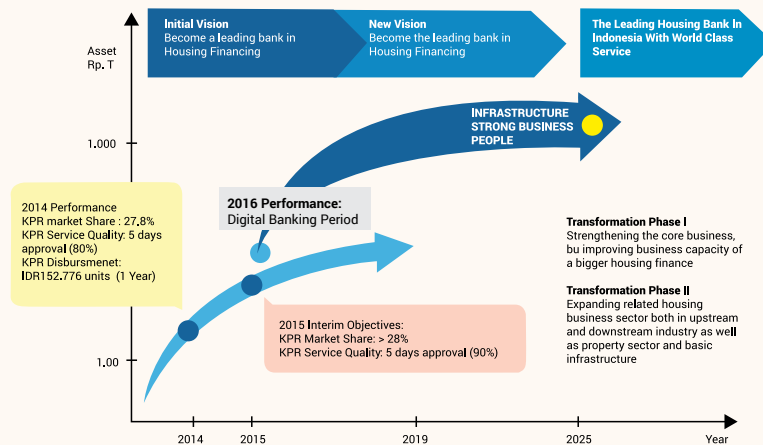 Initial Vision
Become a leading bank in
Housing Financing
New Vision
Become the leading bank in
Housing Financing
The Leading Housing Bank In
Indonesia With World Class
Service
Asset
Rp. T
1.000
1.00
INFRASTRUCTURE
STRONG BUSINESS
PEOPLE
2016 Performance:
Digital Banking Period
2014 Performance
KPR market Share : 27.8%
KPR Service Quality: 5 days
approval (80%)
KPR Disbursmenet:
IDR152.776 units (1 Year)
2015 Interim Objectives:
KPR Market Share: > 28%
KPR Service Quality: 5 days approval (90%)
Transformation Phase I
Strengthening the core business,
bu improving business capacity of
a bigger housing finance
Transformation Phase II
Expanding related housing
business sector both in upstream
and downstream industry as well
as property sector and basic
infrastructure
2014
2015
2019
2025
Year